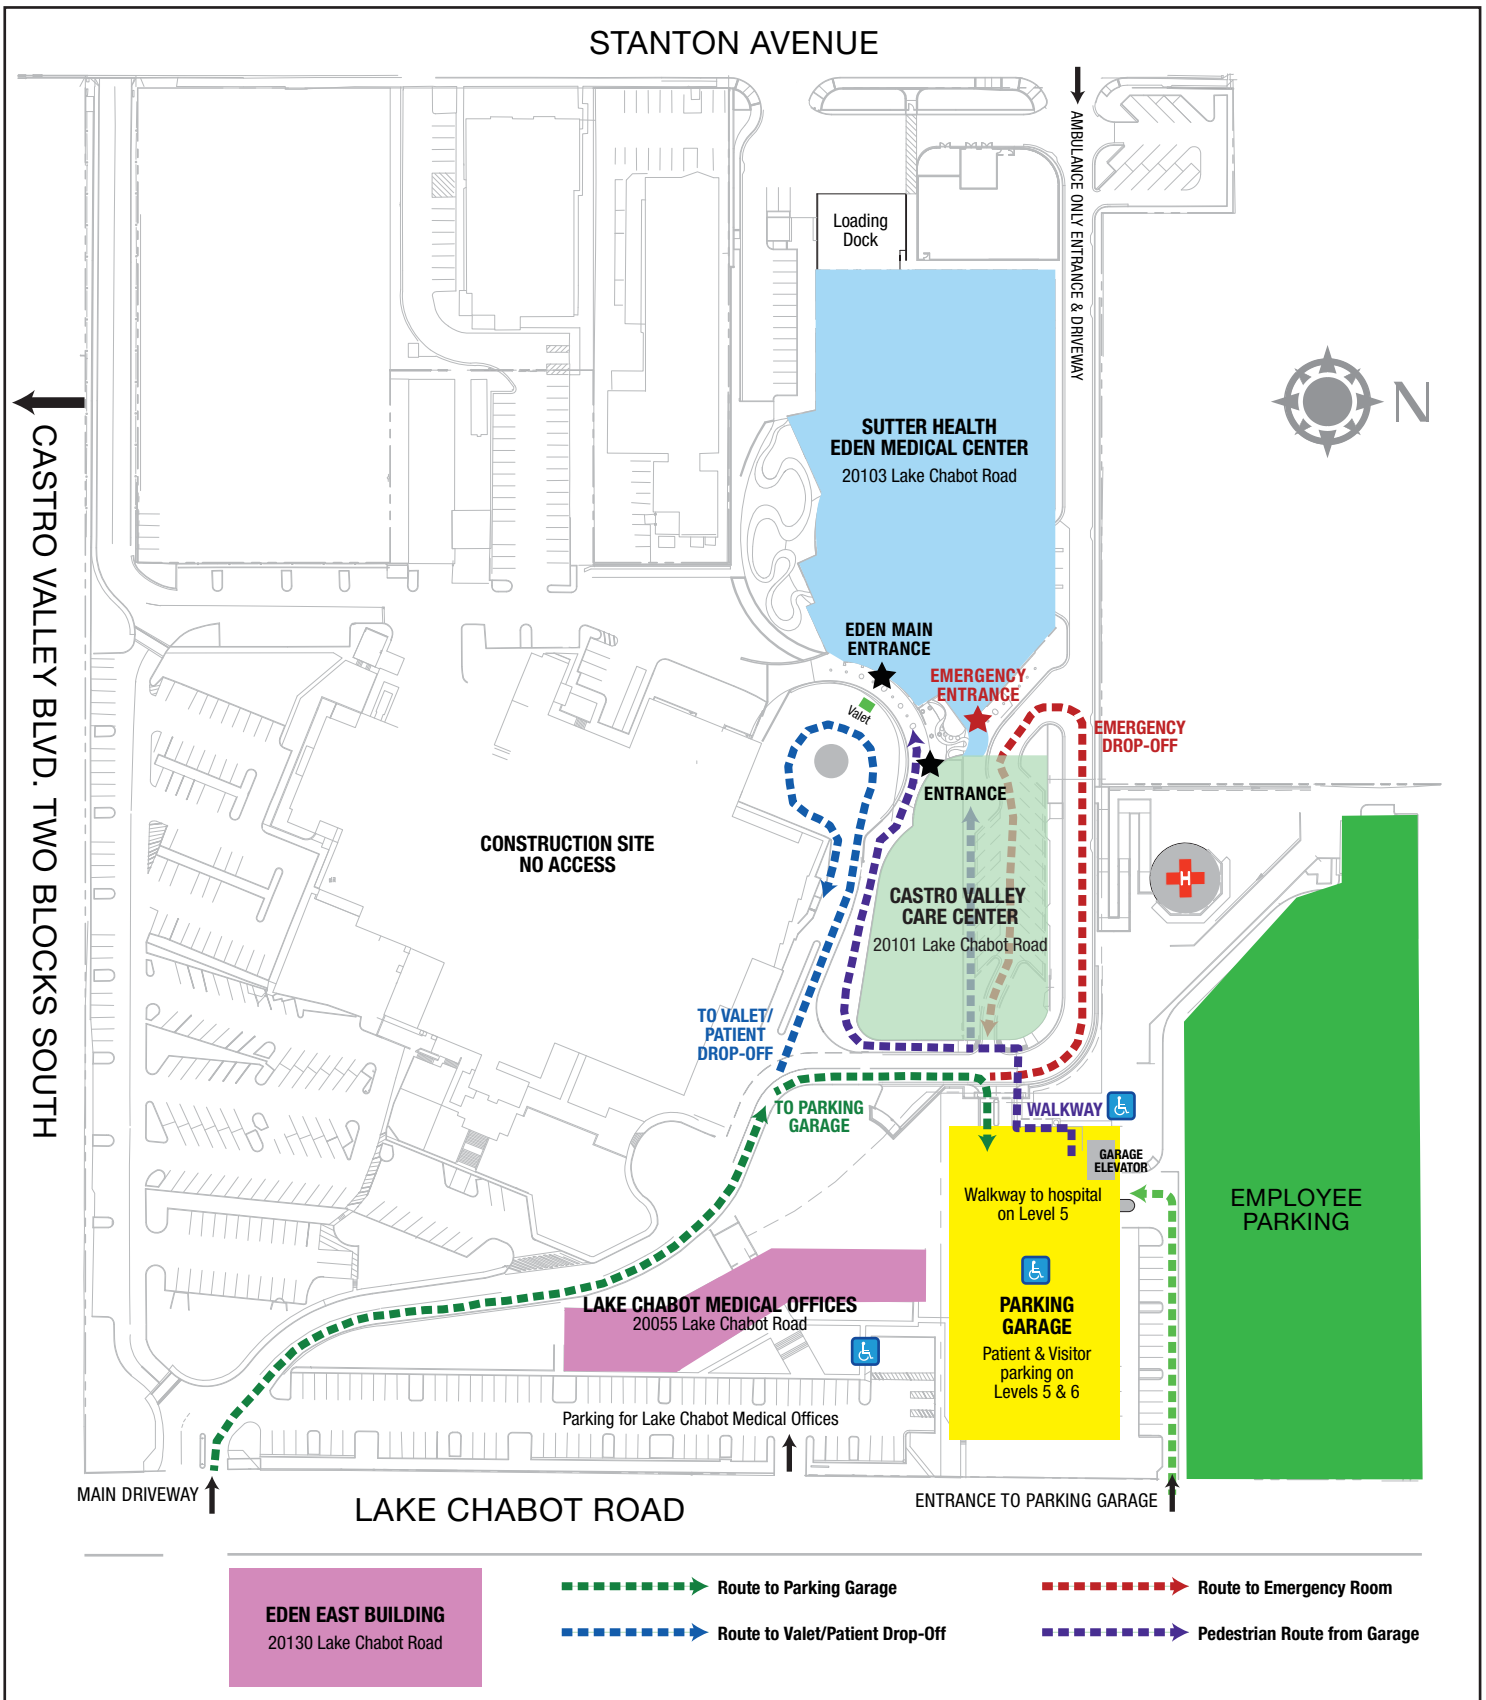 STANTON AVENUE
AMBULANCE ONLY ENTRANCE & DRIVEWAY
Loading
Dock
N
CASTRO VALLEY BLVD. TWO BLOCKS SOUTH
SUTTER HEALTH
EDEN MEDICAL CENTER
20103 Lake Chabot Road
EDEN MAIN
ENTRANCE
EMERGENCY
ENTRANCE
Valet
EMERGENCY
DROP-OFF
ENTRANCE
CONSTRUCTION SITE
NO ACCESS
H
CASTRO VALLEY
CARE CENTER
20101 Lake Chabot Road
TO VALET/
PATIENT
DROP-OFF
TO PARKING
GARAGE
WALKWAY
GARAGE
ELEVATOR
Walkway to hospital
on Level 5
EMPLOYEE
PARKING
LAKE CHABOT MEDICAL OFFICES
20055 Lake Chabot Road
PARKING
GARAGE
Patient & Visitor
parking on
Levels 5 & 6
Parking for Lake Chabot Medical Offices
MAIN DRIVEWAY
LAKE CHABOT ROAD
ENTRANCE TO PARKING GARAGE
EDEN EAST BUILDING
20130 Lake Chabot Road
Route to Parking Garage
Route to Valet/Patient Drop-Off
Route to Emergency Room
Pedestrian Route from Garage